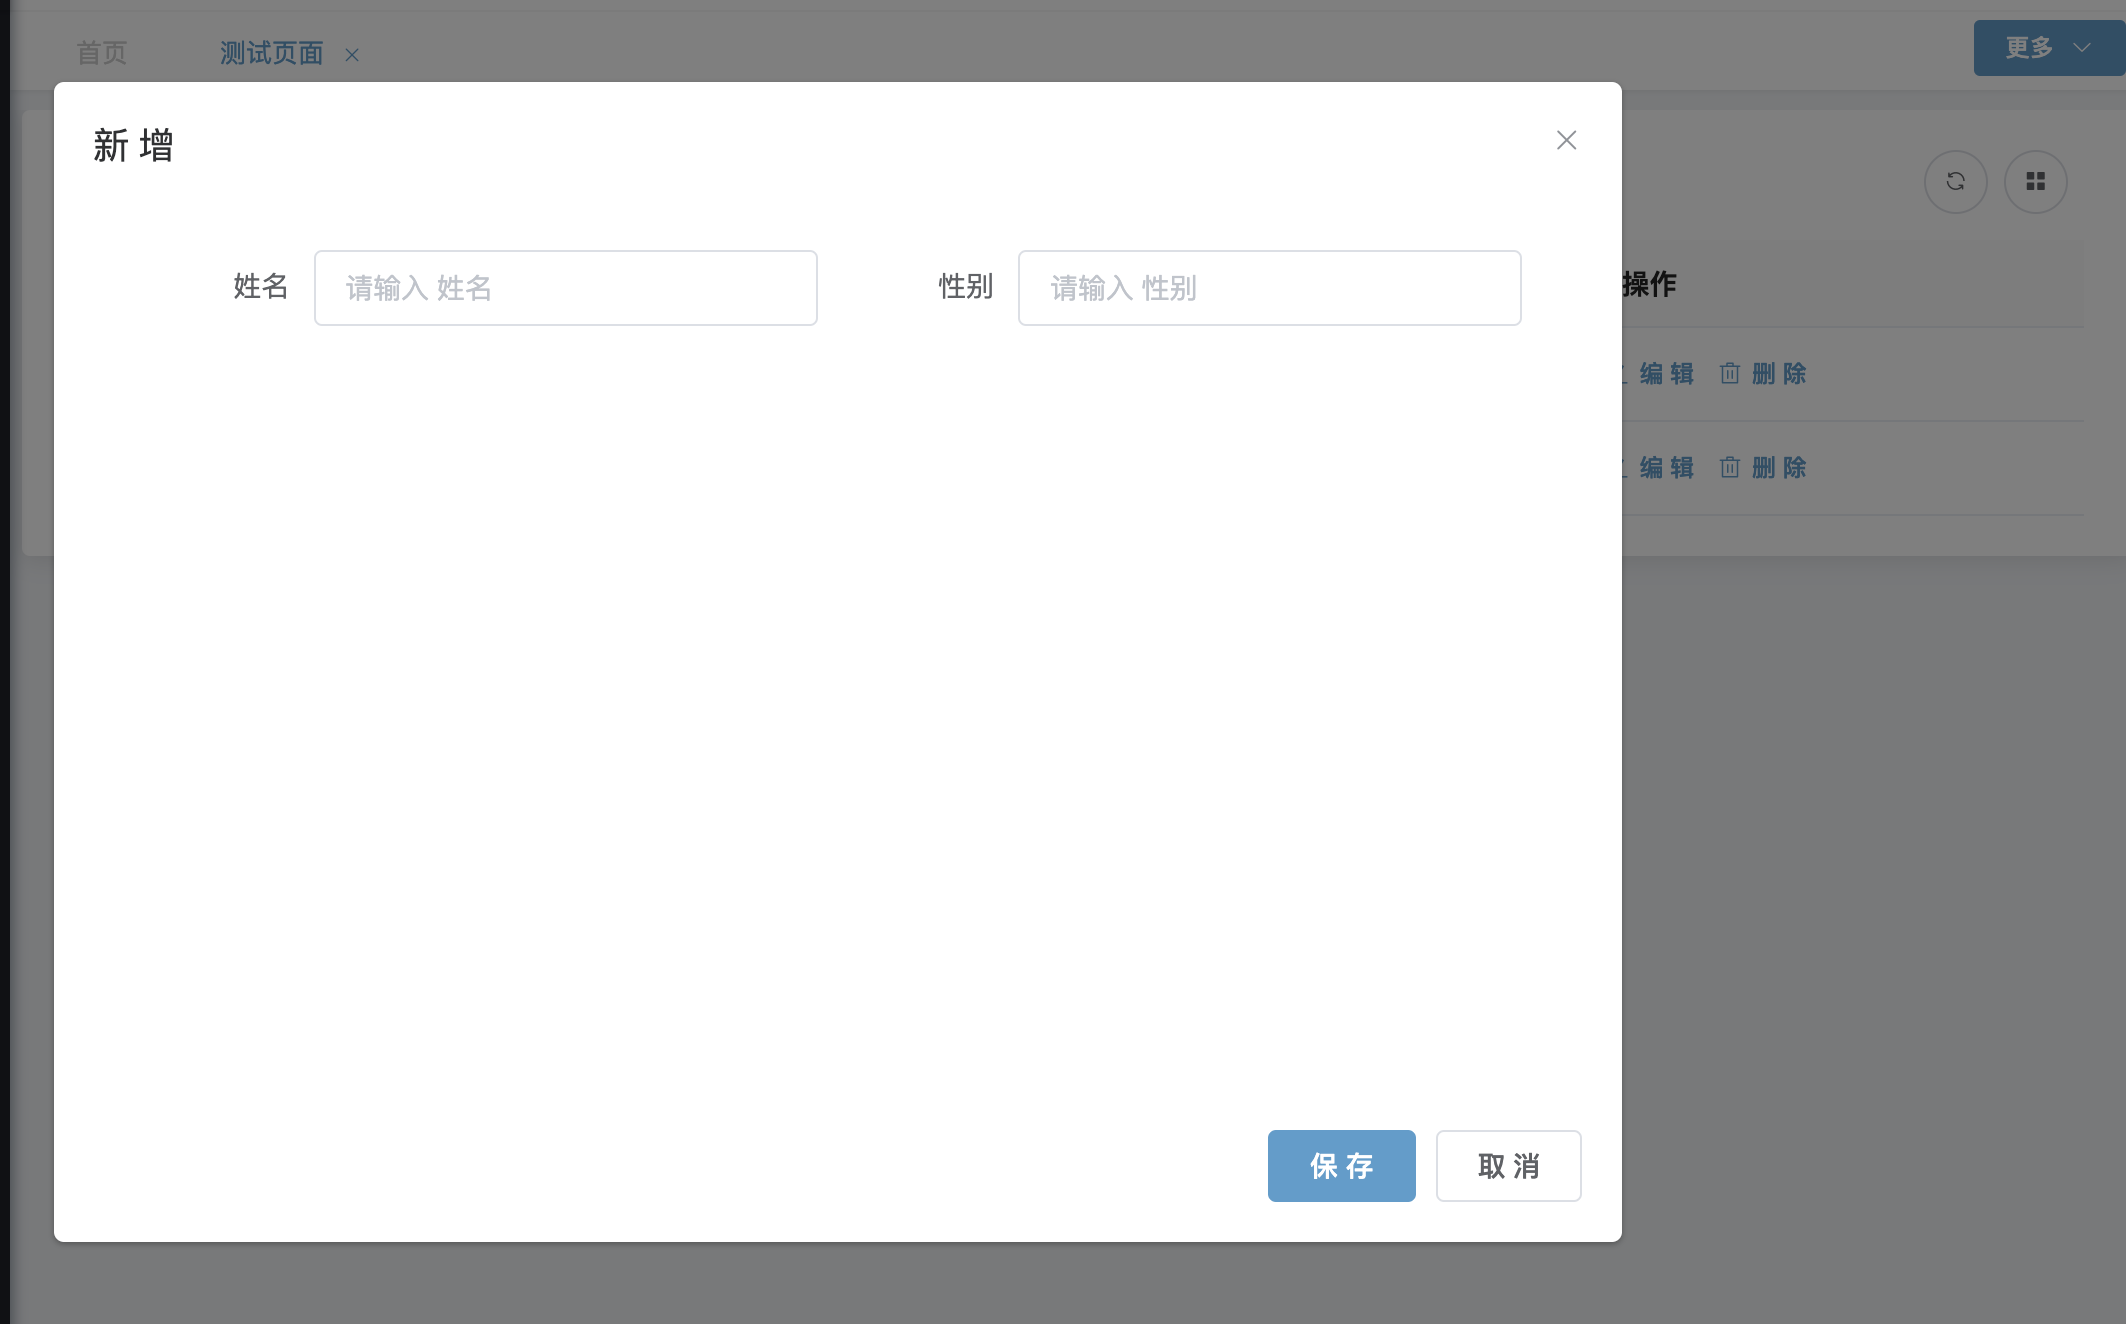 首页
测试页面
更多
新 增
姓名
请输入 姓名
性别
请输入 性别
操作
编 辑 删 除
编 辑 删 除
保 存
取 消